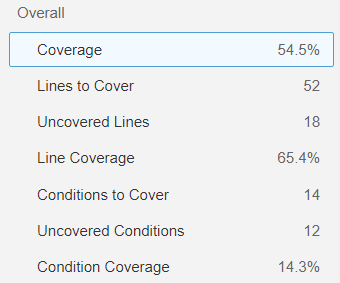 Overall
Coverage 54.5%
Lines to Cover 52
Uncovered Lines 18
Line Coverage 65.4%
Conditions to Cover 14
Uncovered Conditions 12
Condition Coverage 14.3%